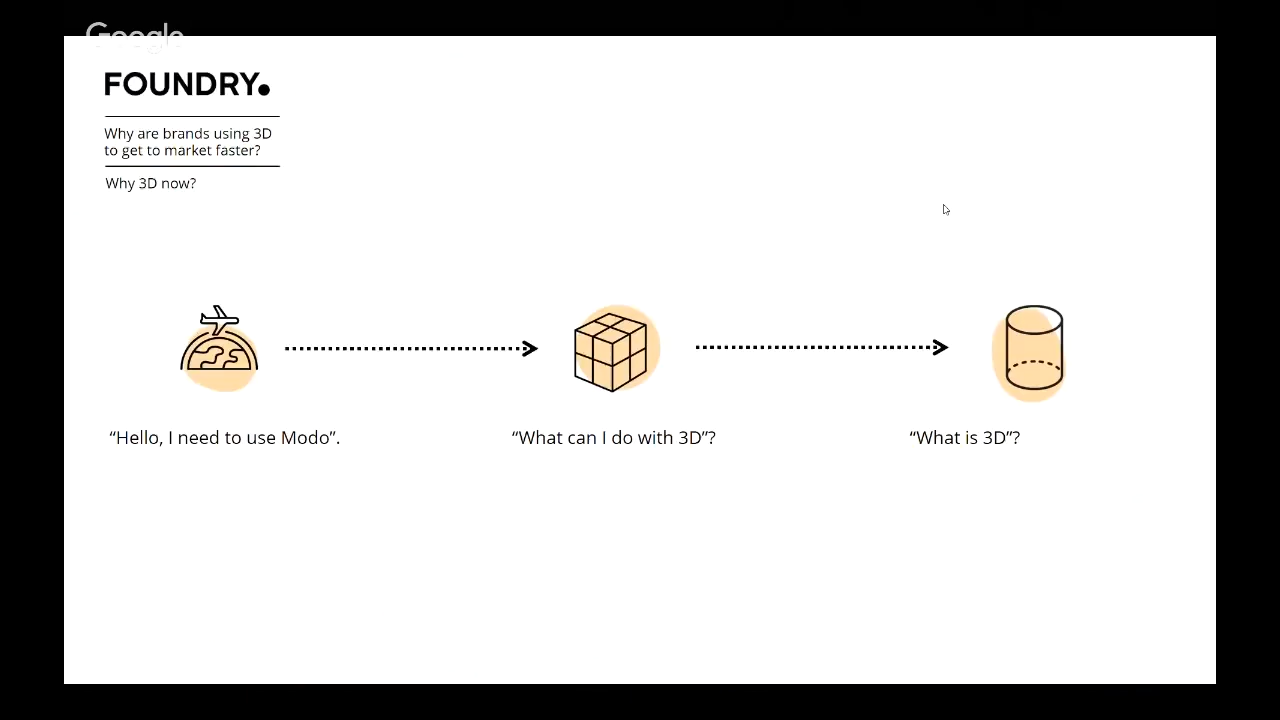 Google
FOUNDRY.
Why are brands using 3D
to get to market faster?
Why 3D now?
“Hello, I need to use Modo”.
“What can I do with 3D”?
“What is 3D”?